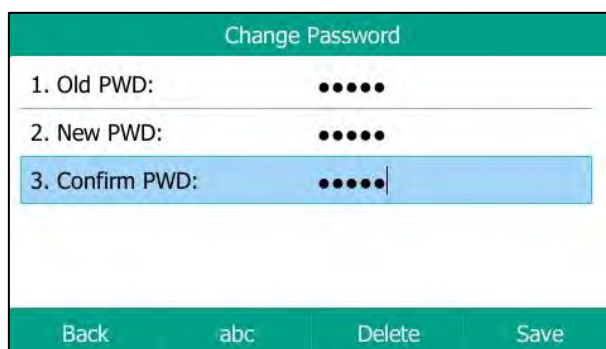 Change Password
1. Old PWD: ●●●●●
2. New PWD: ●●●●●
3. Confirm PWD: ●●●●●
Back abc Delete Save